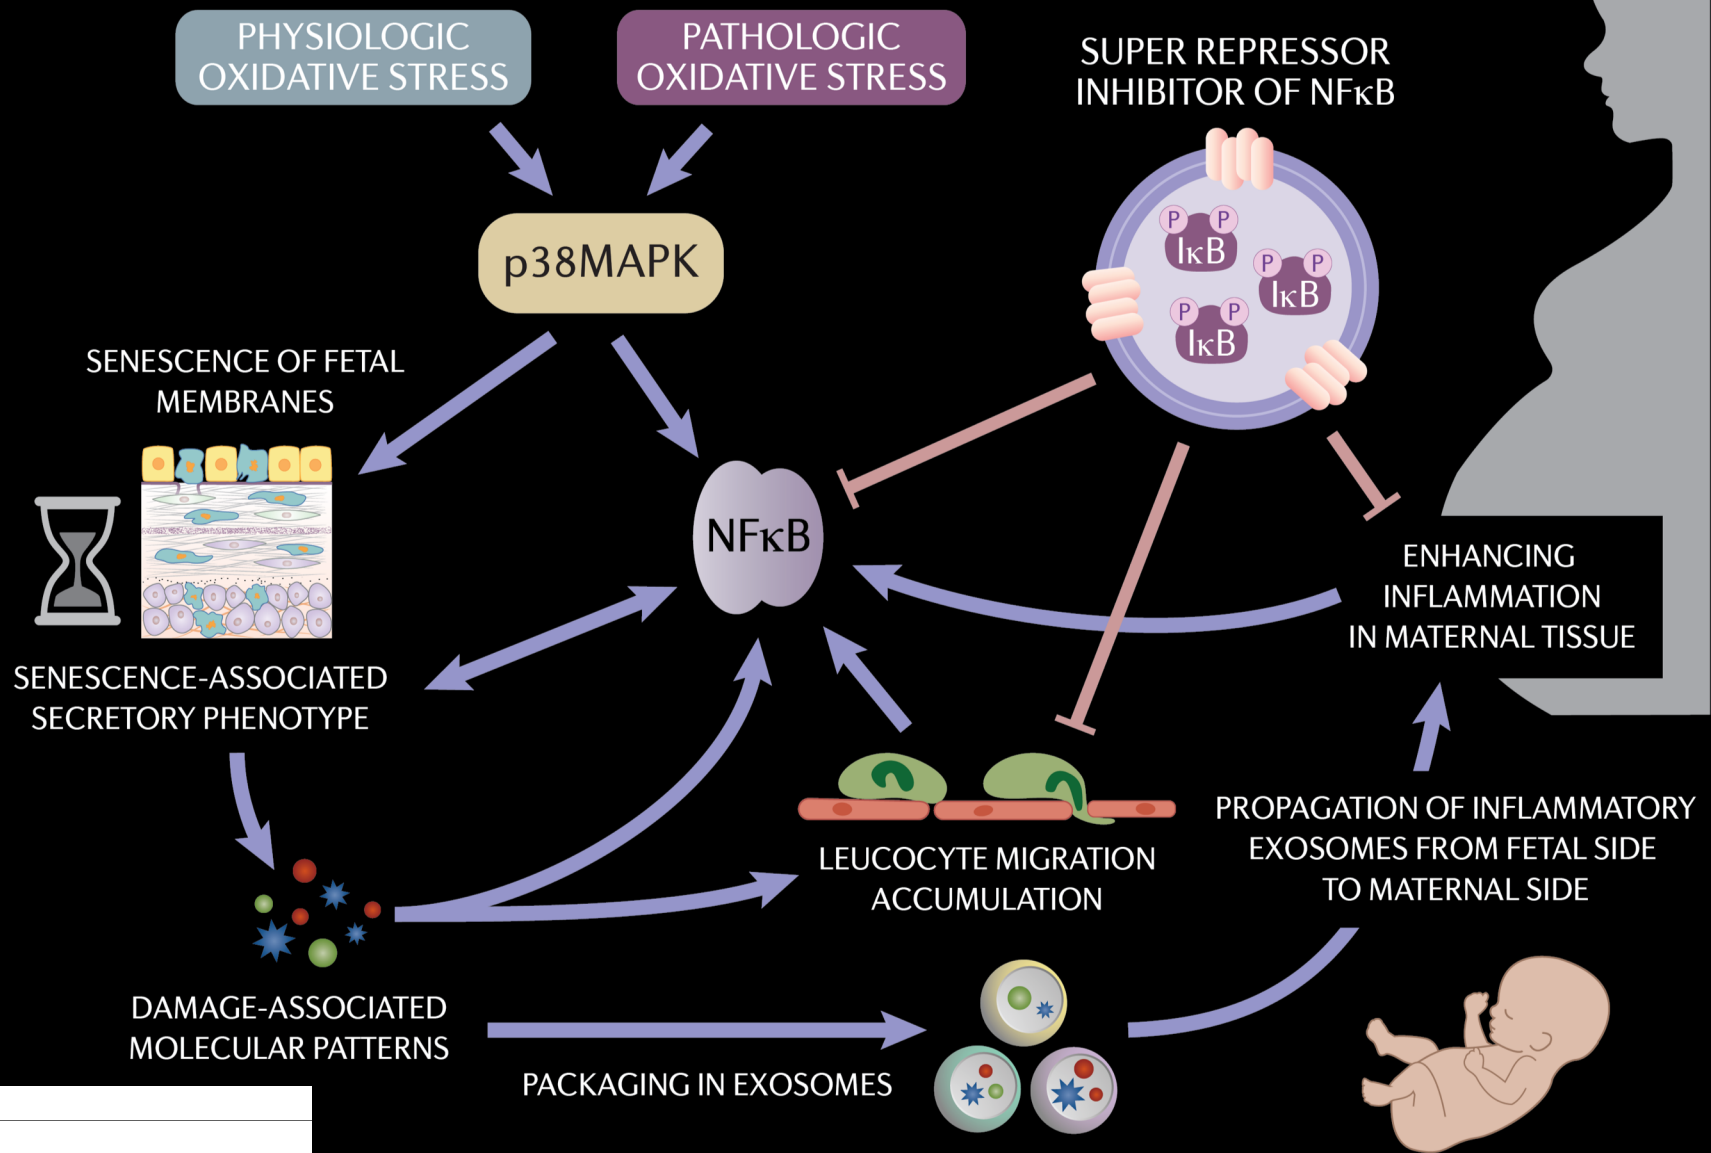 PHYSIOLOGIC
OXIDATIVE STRESS
PATHOLOGIC
OXIDATIVE STRESS
SUPER REPRESSOR
INHIBITOR OF NFκB
p38MAPK
P P
IκB
P P
IκB
P P
IκB
SENESCENCE OF FETAL
MEMBRANES
NFκB
ENHANCING
INFLAMMATION
IN MATERNAL TISSUE
SENESCENCE-ASSOCIATED
SECRETORY PHENOTYPE
LEUCOCYTE MIGRATION
ACCUMULATION
PROPAGATION OF INFLAMMATORY
EXOSOMES FROM FETAL SIDE
TO MATERNAL SIDE
DAMAGE-ASSOCIATED
MOLECULAR PATTERNS
PACKAGING IN EXOSOMES